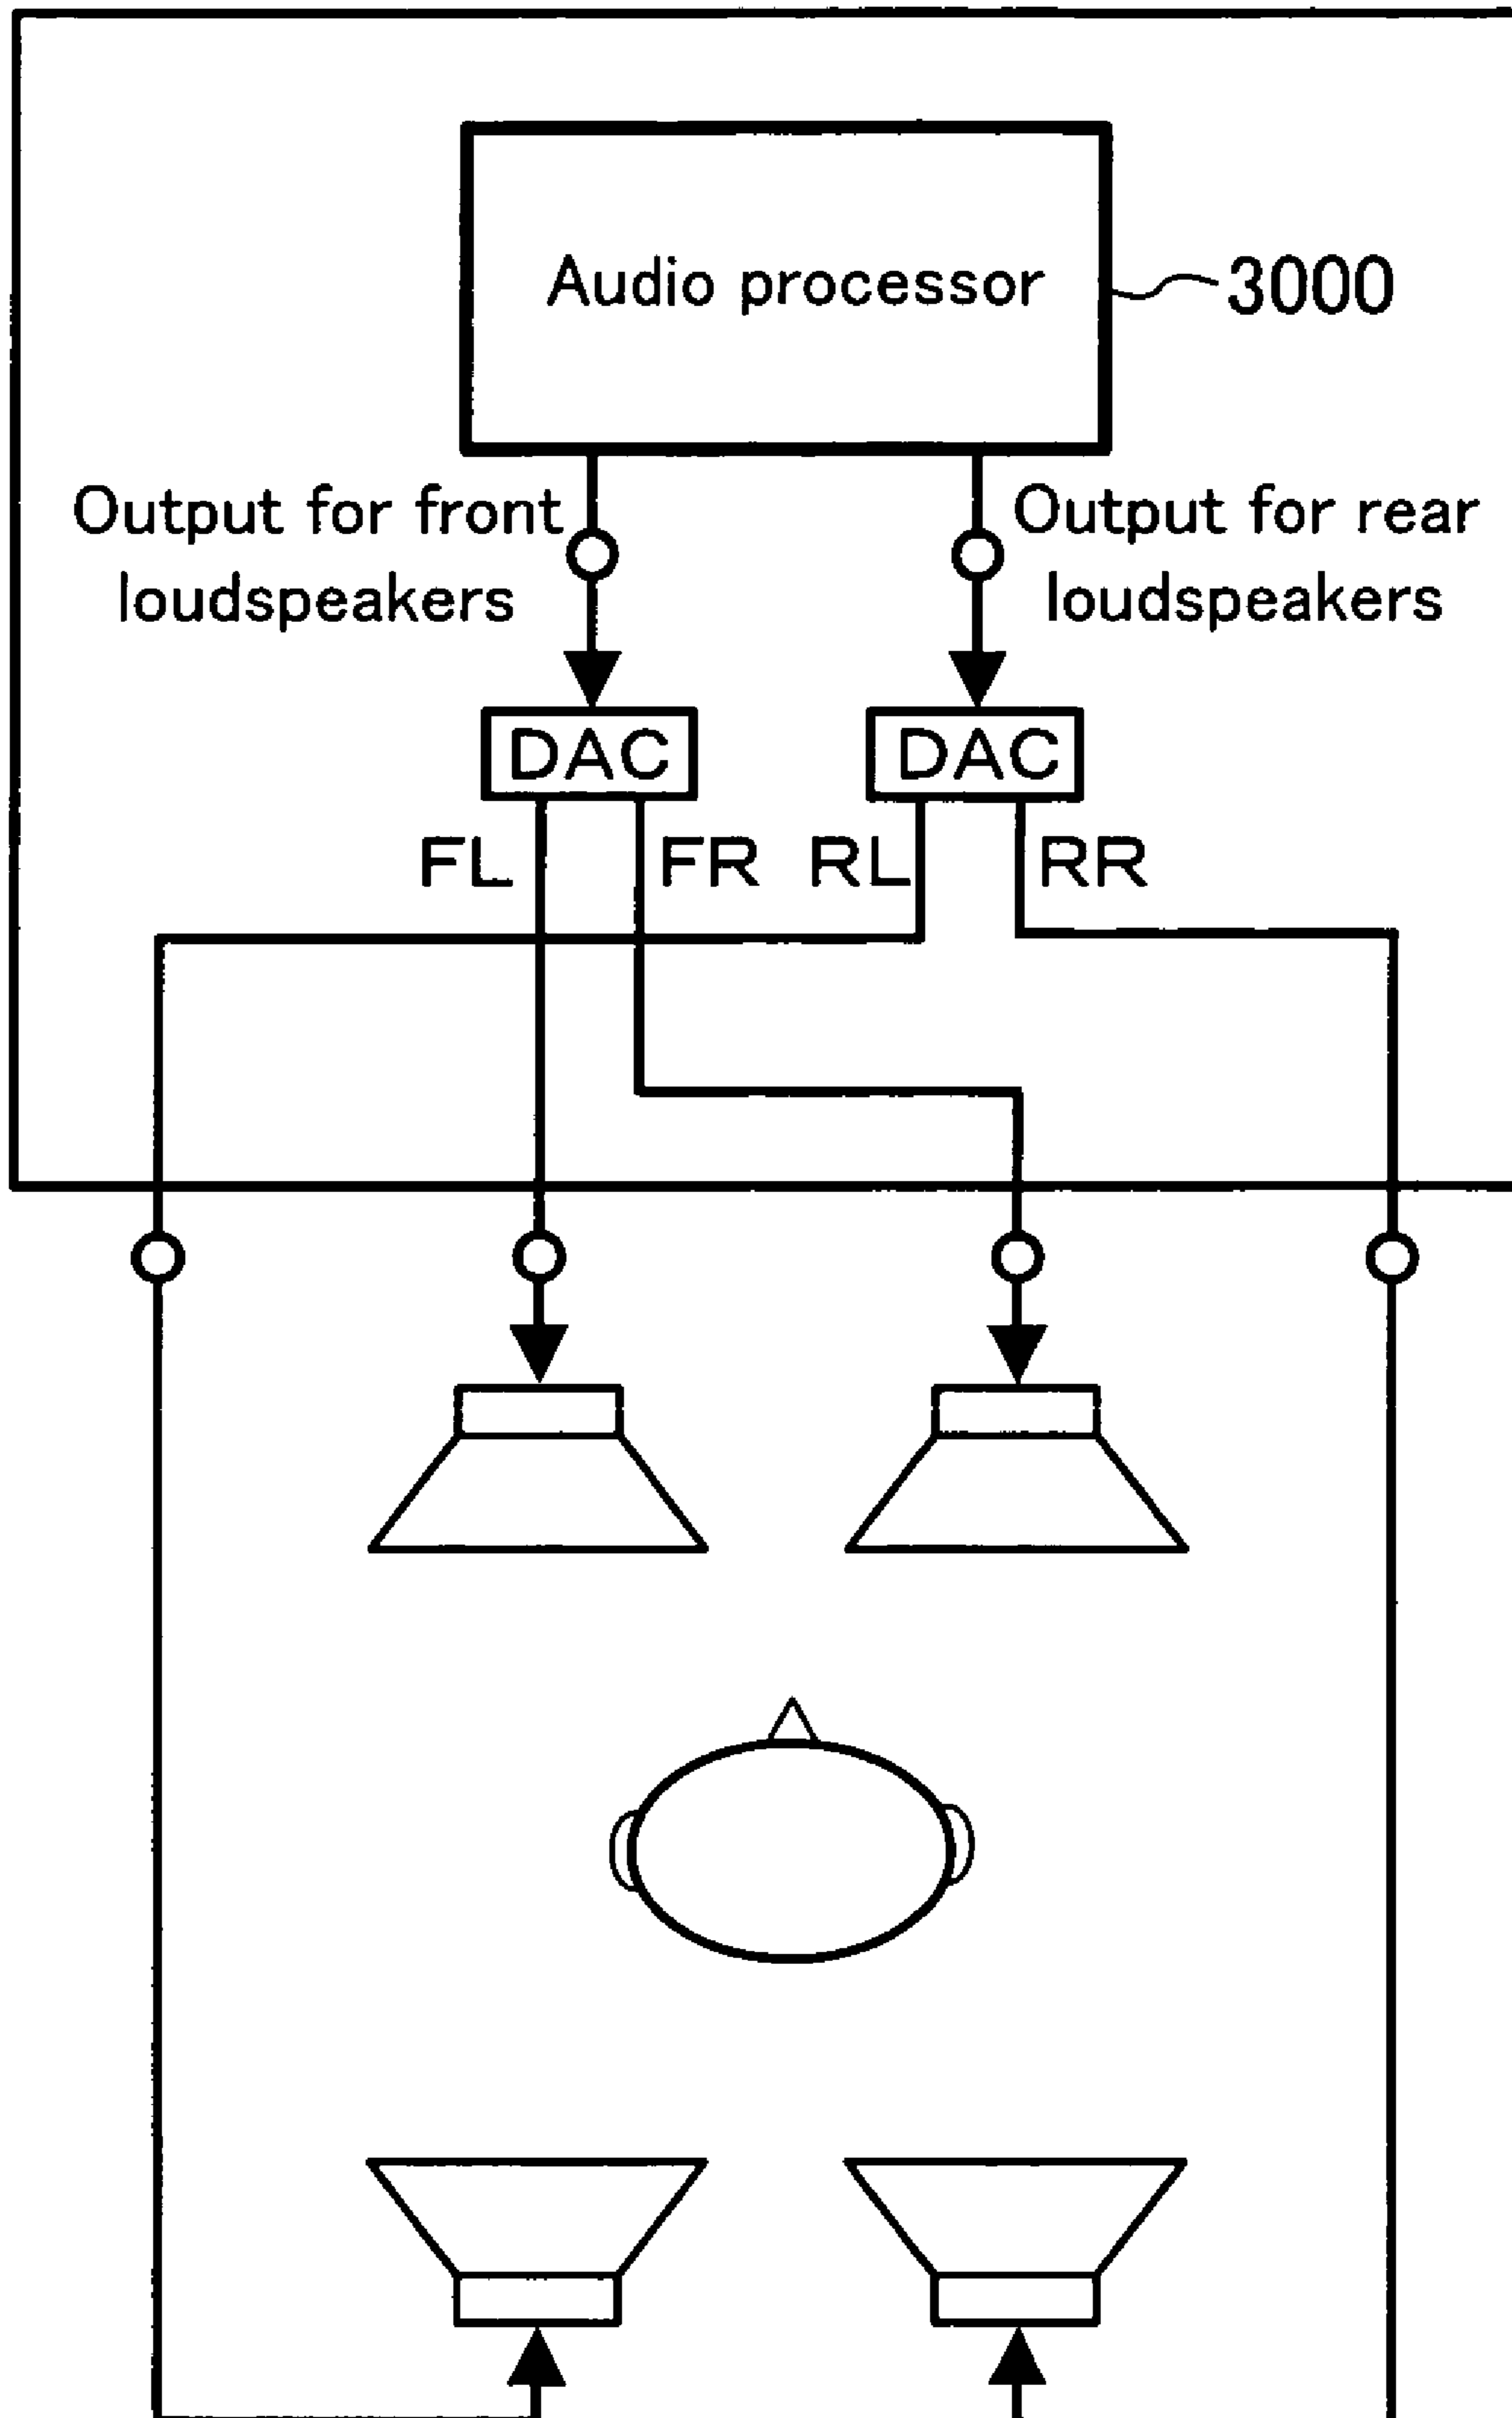 Audio processor
3000
Output for front
loudspeakers
Output for rear
loudspeakers
DAC
DAC
FL
FR
RL
RR